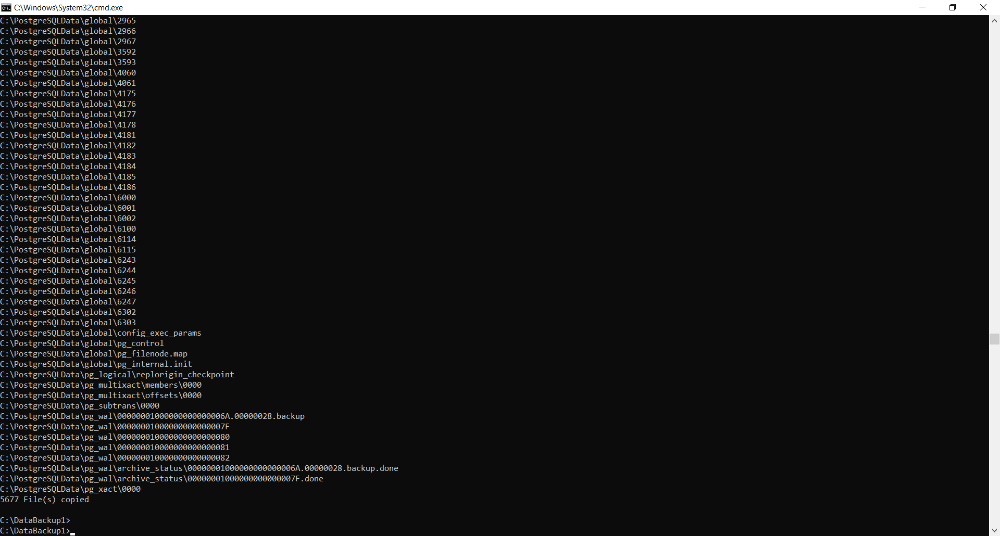 C:\Windows\System32\cmd.exe
C:\PostgreSQLData\global\2965
C:\PostgreSQLData\global\2966
C:\PostgreSQLData\global\2967
C:\PostgreSQLData\global\3592
C:\PostgreSQLData\global\3593
C:\PostgreSQLData\global\4060
C:\PostgreSQLData\global\4061
C:\PostgreSQLData\global\4175
C:\PostgreSQLData\global\4176
C:\PostgreSQLData\global\4177
C:\PostgreSQLData\global\4178
C:\PostgreSQLData\global\4181
C:\PostgreSQLData\global\4182
C:\PostgreSQLData\global\4183
C:\PostgreSQLData\global\4184
C:\PostgreSQLData\global\4185
C:\PostgreSQLData\global\4186
C:\PostgreSQLData\global\6000
C:\PostgreSQLData\global\6001
C:\PostgreSQLData\global\6002
C:\PostgreSQLData\global\6100
C:\PostgreSQLData\global\6114
C:\PostgreSQLData\global\6115
C:\PostgreSQLData\global\6243
C:\PostgreSQLData\global\6244
C:\PostgreSQLData\global\6245
C:\PostgreSQLData\global\6246
C:\PostgreSQLData\global\6247
C:\PostgreSQLData\global\6302
C:\PostgreSQLData\global\6303
C:\PostgreSQLData\global\config_exec_params
C:\PostgreSQLData\global\pg_control
C:\PostgreSQLData\global\pg_filenode.map
C:\PostgreSQLData\global\pg_internal.init
C:\PostgreSQLData\pg_logical\replorigin_checkpoint
C:\PostgreSQLData\pg_multixact\members\0000
C:\PostgreSQLData\pg_multixact\offsets\0000
C:\PostgreSQLData\pg_subtrans\0000
C:\PostgreSQLData\pg_wal\00000001000000000000006A.00000028.backup
C:\PostgreSQLData\pg_wal\00000001000000000000007F
C:\PostgreSQLData\pg_wal\000000010000000000000080
C:\PostgreSQLData\pg_wal\000000010000000000000081
C:\PostgreSQLData\pg_wal\000000010000000000000082
C:\PostgreSQLData\pg_wal\archive_status\00000001000000000000006A.00000028.backup.done
C:\PostgreSQLData\pg_wal\archive_status\00000001000000000000007F.done
C:\PostgreSQLData\pg_xact\0000
5677 File(s) copied
C:\DataBackup1>
C:\DataBackup1>